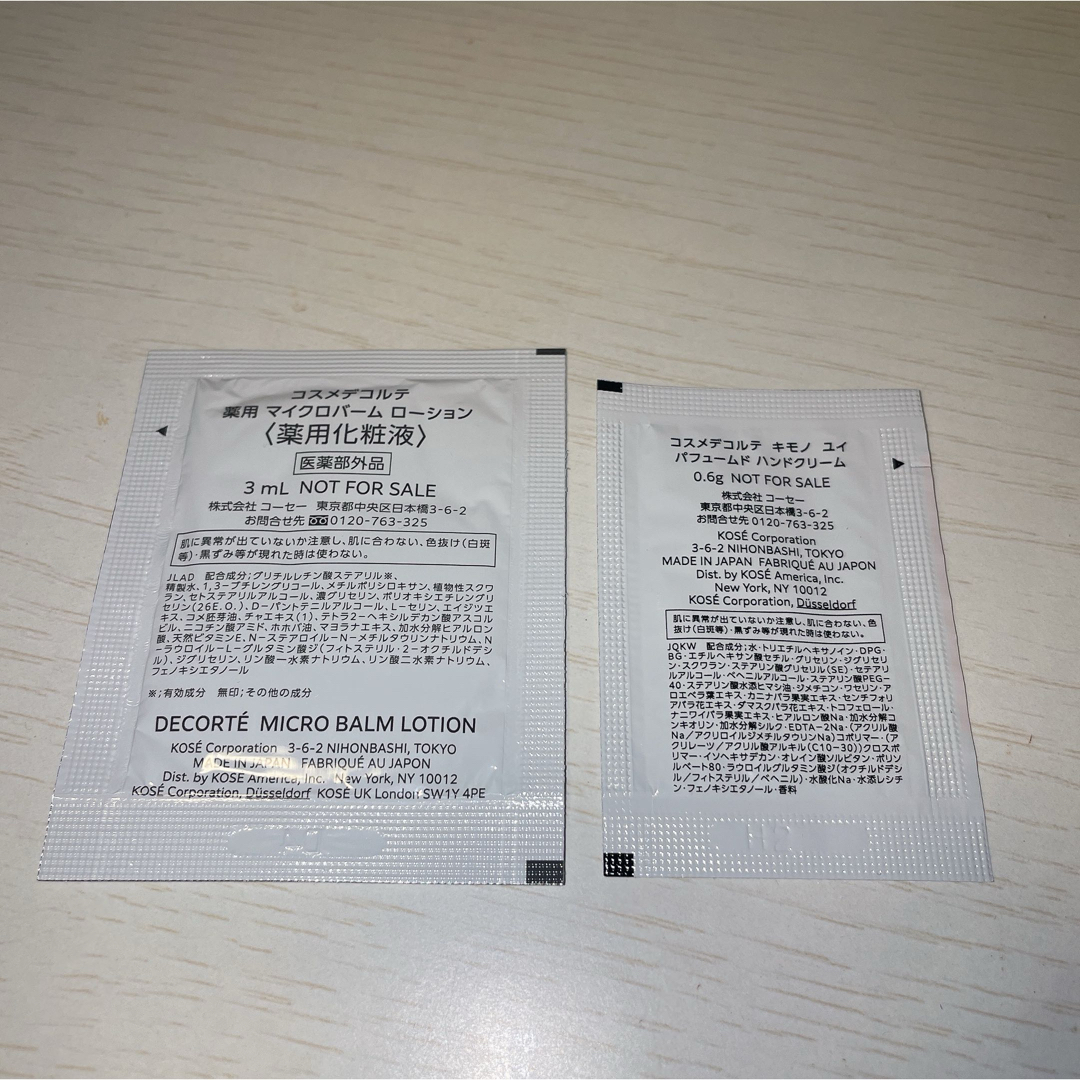 コスメデコルテ
薬用 マイクロバーム ローション
〈薬用化粧液〉
医薬部外品
3 mL NOT FOR SALE
株式会社 コーセー 東京都中央区日本橋3-6-2
お問合せ先 0120-763-325
肌に異常が出ていないか注意し、肌に合わない、色抜け(白斑
等)・黒ずみ等が現れた時は使わない。
JLAD 配合成分;グリチルレチン酸ステアリル※、
精製水、1,3-ブチレングリコール、メチルポリシロキサン、植物性スクワ
ラン、セトステアリルアルコール、濃グリセリン、ポリオキシエチレングリ
セリン(26E.O.)、D-パントテニルアルコール、L-セリン、エイジツエ
キス、コメ胚芽油、チャエキス(1)、テトラ2-ヘキシルデカン酸アスコル
ビル、ニコチン酸アミド、ホホバ油、マヨラナエキス、加水分解ヒアルロン
酸、天然ビタミンE、N-ステアロイル-N-メチルタウリンナトリウム、N
-ラウロイル-L-グルタミン酸ジ(フィトステリル・2-オクチルドデシ
ル)、ジグリセリン、リン酸一水素ナトリウム、リン酸二水素ナトリウム、
フェノキシエタノール
※;有効成分 無印;その他の成分
DECORTÉ MICRO BALM LOTION
KOSÉ Corporation 3-6-2 NIHONBASHI, TOKYO
MADE IN JAPAN FABRIQUÉ AU JAPON
Dist. by KOSÉ America, Inc. New York, NY 10012
KOSÉ Corporation, Düsseldorf KOSÉ UK London SW1Y 4PE
コスメデコルテ キモノ ユイ
パフュームド ハンドクリーム
0.6g NOT FOR SALE
株式会社 コーセー
東京都中央区日本橋3-6-2
お問合せ先 0120-763-325
KOSÉ Corporation
3-6-2 NIHONBASHI, TOKYO
MADE IN JAPAN FABRIQUÉ AU JAPON
Dist. by KOSÉ America, Inc.
New York, NY 10012
KOSÉ Corporation, Düsseldorf
肌に異常が出ていないか注意し、肌に合わない、色
抜け(白斑等)・黒ずみ等が現れた時は使わない。
JQKW 配合成分;水・トリエチルヘキサノイン・DPG・
BG・エチルヘキサン酸セチル・グリセリン・ジグリセリ
ン・スクワラン・ステアリン酸グリセリル(SE)・セテアリ
ルアルコール・ベヘニルアルコール・ステアリン酸PEG-
40・ステアリン酸水添ヒマシ油・ジメチコン・ワセリン・ア
ロエベラ葉エキス・カニナバラ果実エキス・センチフォリ
アバラ花エキス・ダマスクバラ花エキス・トコフェロール・
ナニワイバラ果実エキス・ヒアルロン酸Na・加水分解コ
ンキオリン・加水分解シルク・EDTA-2Na・(アクリル酸
Na/アクリロイルジメチルタウリンNa)コポリマー・(ア
クリレーツ/アクリル酸アルキル(C10-30))クロスポ
リマー・イソヘキサデカン・オレイン酸ソルビタン・ポリソ
ルベート80・ラウロイルグルタミン酸ジ(オクチルドデシ
ル/フィトステリル/ベヘニル)・水酸化Na・水添レシチ
ン・フェノキシエタノール・香料